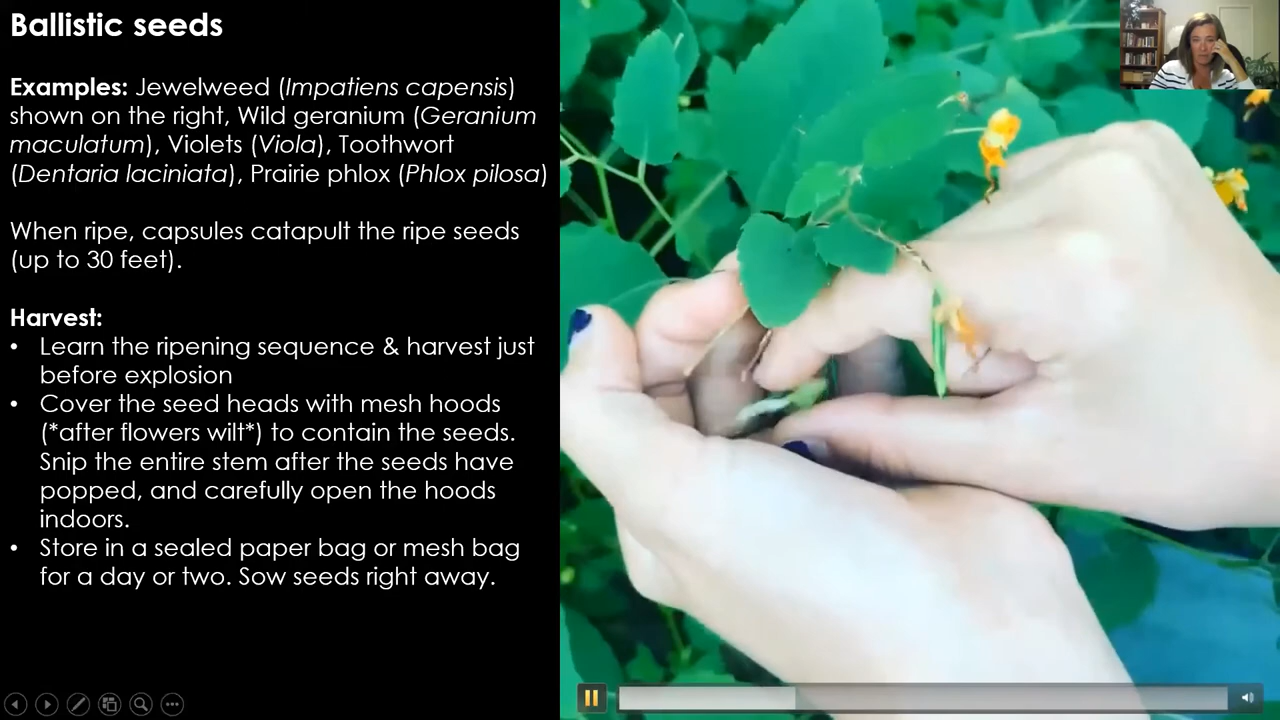 Ballistic seeds
Examples: Jewelweed (Impatiens capensis)
shown on the right, Wild geranium (Geranium
maculatum), Violets (Viola), Toothwort
(Dentaria laciniata), Prairie phlox (Phlox pilosa)
When ripe, capsules catapult the ripe seeds
(up to 30 feet).
Harvest:
• Learn the ripening sequence & harvest just
before explosion
• Cover the seed heads with mesh hoods
(*after flowers wilt*) to contain the seeds.
Snip the entire stem after the seeds have
popped, and carefully open the hoods
indoors.
• Store in a sealed paper bag or mesh bag
for a day or two. Sow seeds right away.